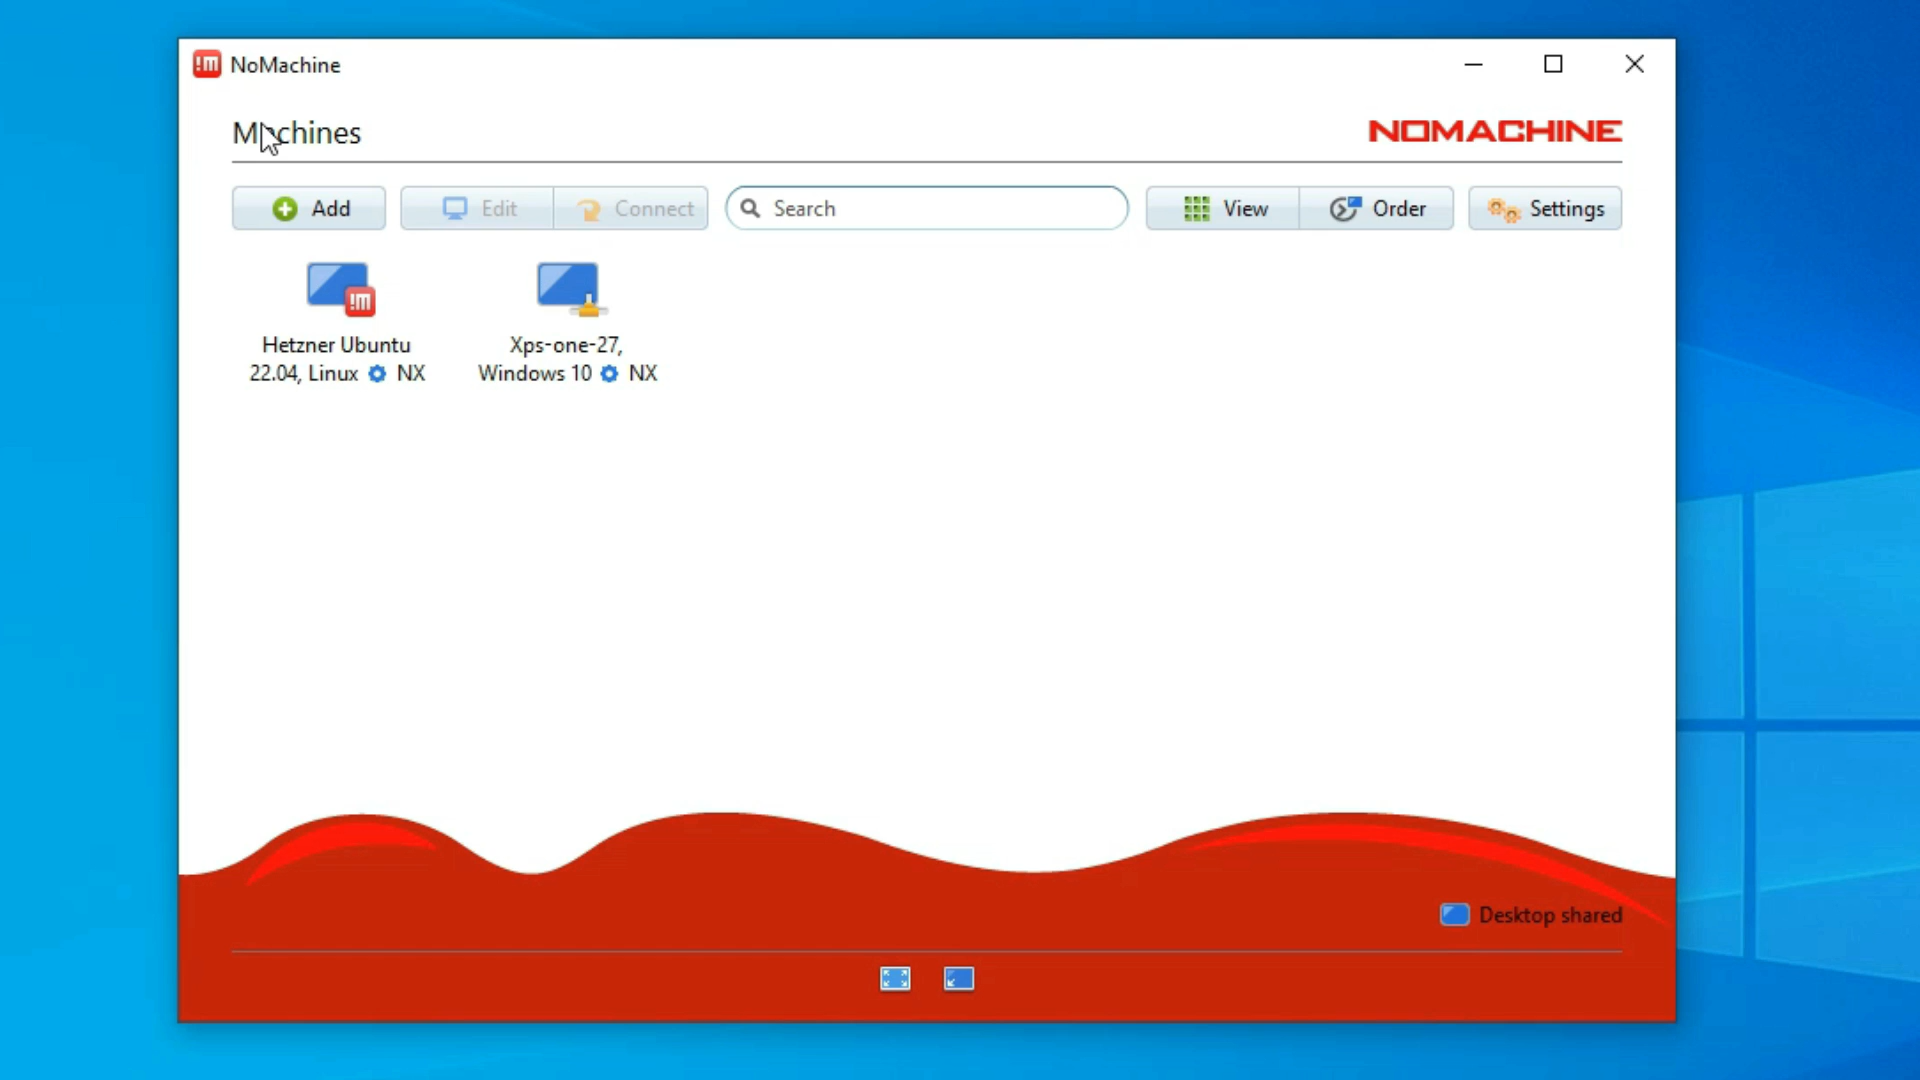 NoMachine
Machines
NOMACHINE
Add
Edit
Connect
Search
View
Order
Settings
!m
Hetzner Ubuntu
22.04, Linux NX
Xps-one-27,
Windows 10 NX
Desktop shared